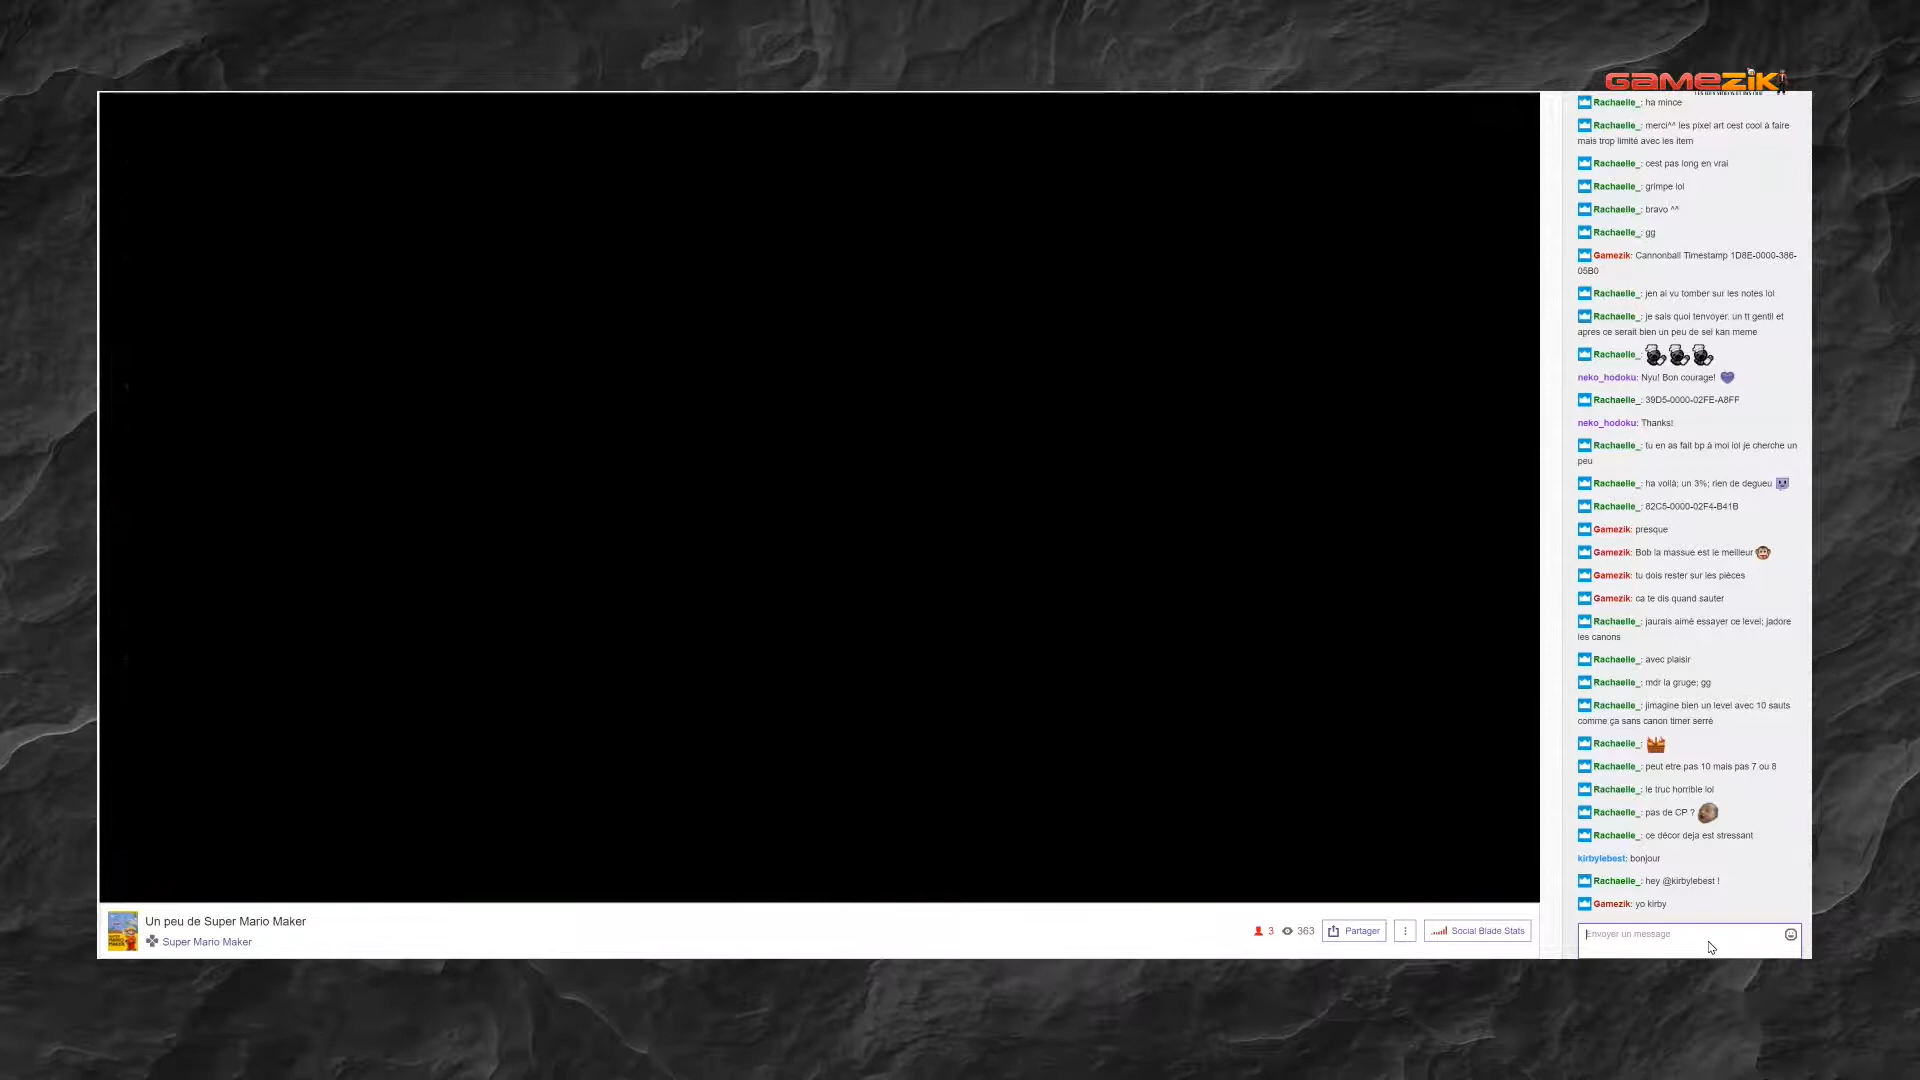 GAMEZIK
Rachaelle_: ha mince
Rachaelle_: merci^^ les pixel art cest cool à faire
mais trop limité avec les item
Rachaelle_: cest pas long en vrai
Rachaelle_: grimpe lol
Rachaelle_: bravo ^^
Rachaelle_: gg
Gamezik: Cannonball Timestamp 1D8E-0000-386-
05B0
Rachaelle_: jen ai vu tomber sur les notes lol
Rachaelle_: je sais quoi tenvoyer. un tt gentil et
apres ce serait bien un peu de sel kan meme
Rachaelle_:
neko_hodoku: Nyu! Bon courage!
Rachaelle_: 39D5-0000-02FE-A8FF
neko_hodoku: Thanks!
Rachaelle_: tu en as fait bp à moi lol je cherche un
peu
Rachaelle_: ha voilà; un 3%; rien de degueu
Rachaelle_: 82C5-0000-02F4-B41B
Gamezik: presque
Gamezik: Bob la massue est le meilleur
Gamezik: tu dois rester sur les pièces
Gamezik: ca te dis quand sauter
Rachaelle_: jaurais aimé essayer ce level; jadore
les canons
Rachaelle_: avec plaisir
Rachaelle_: mdr la gruge; gg
Rachaelle_: jimagine bien un level avec 10 sauts
comme ça sans canon timer serré
Rachaelle_:
Rachaelle_: peut etre pas 10 mais pas 7 ou 8
Rachaelle_: le truc horrible lol
Rachaelle_: pas de CP ?
Rachaelle_: ce décor deja est stressant
kirbylebest: bonjour
Rachaelle_: hey @kirbylebest !
Gamezik: yo kirby
Envoyer un message
Un peu de Super Mario Maker
Super Mario Maker
3 363 Partager Social Blade Stats